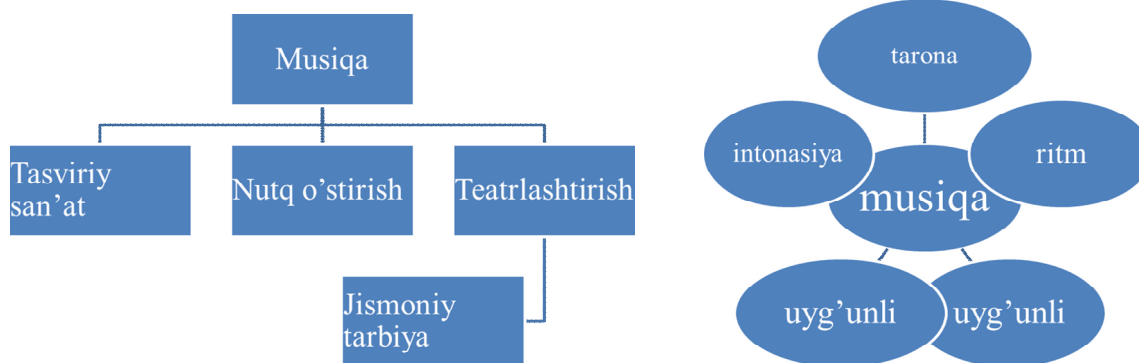 Musiqa
Tasviriy
san’at
Nutq o’stirish
Teatrlashtirish
Jismoniy
tarbiya
tarona
intonasiya
ritm
musiqa
uyg’unli
uyg’unli